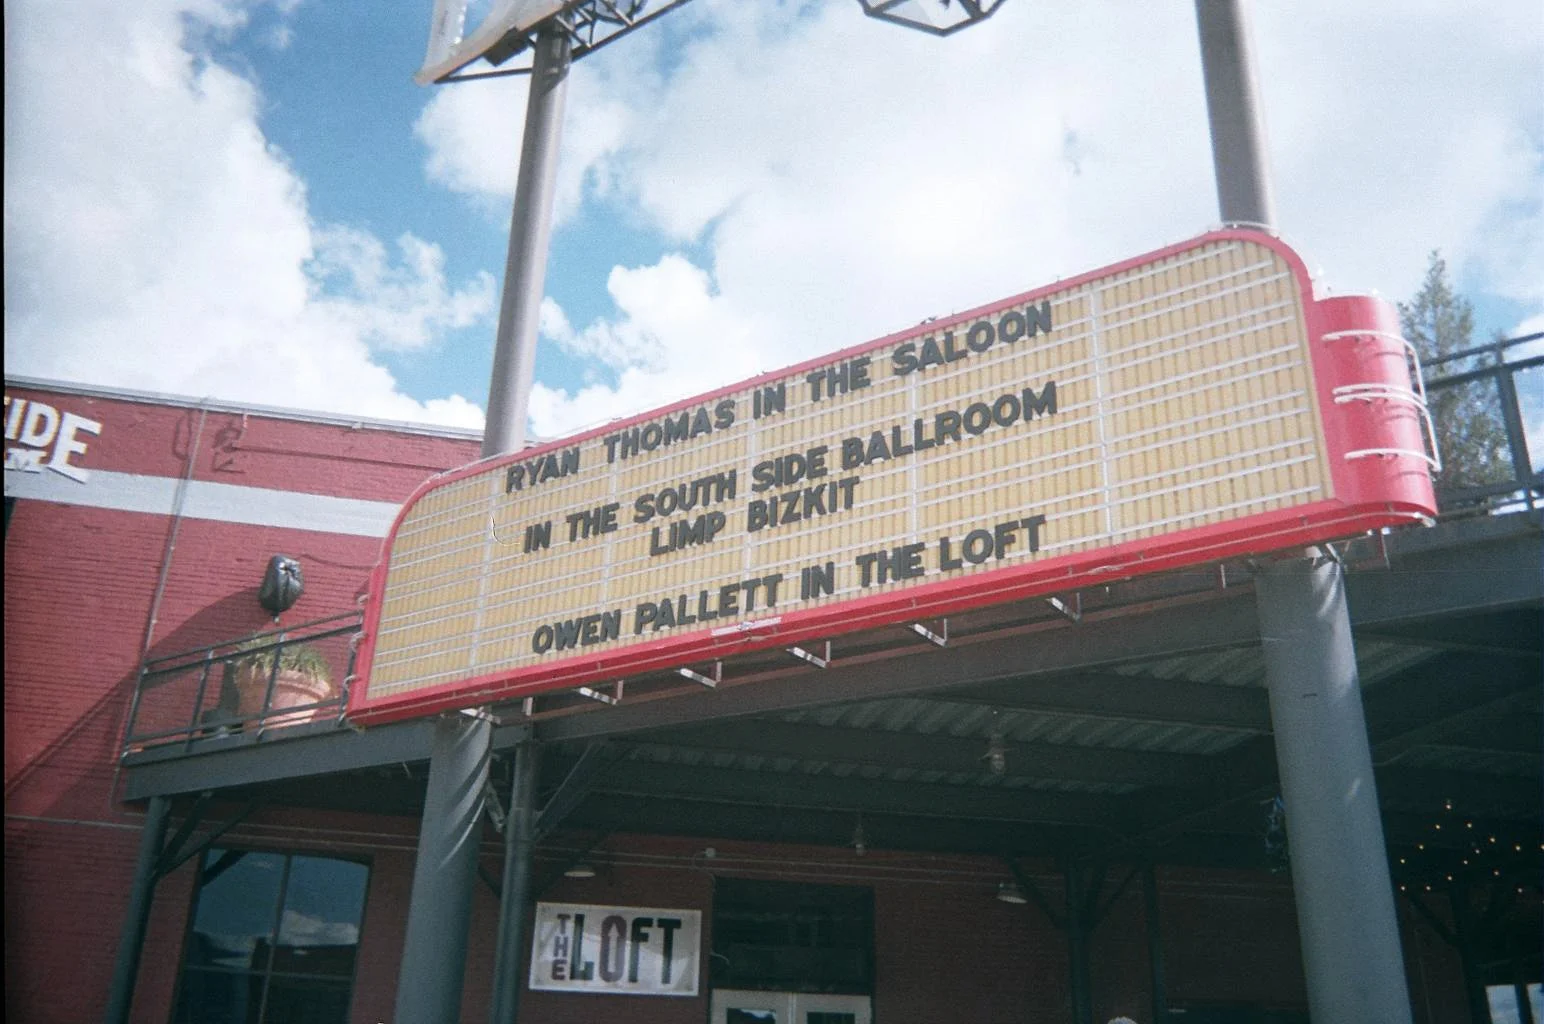 RYAN THOMAS IN THE SALOON
IN THE SOUTH SIDE BALLROOM
LIMP BIZKIT
OWEN PALLETT IN THE LOFT
IDE
THE LOFT